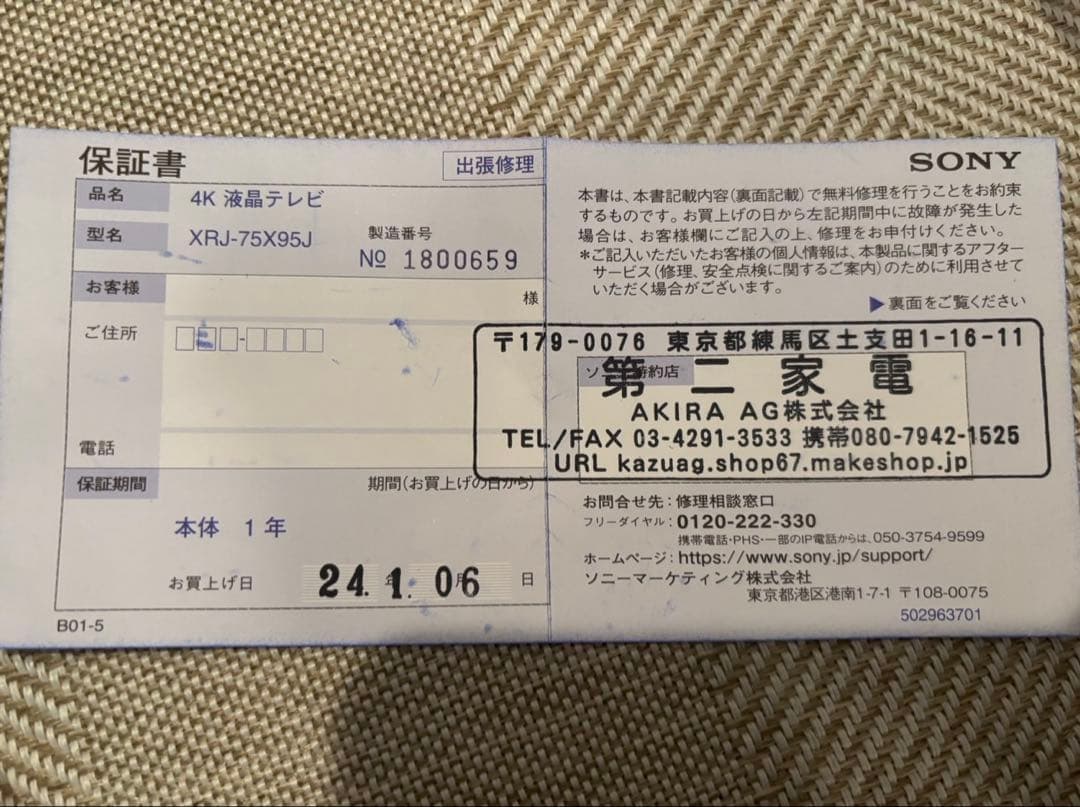 保証書
出張修理
品名
4K 液晶テレビ
型名
XRJ-75X95J
製造番号
№ 1800659
お客様
様
ご住所
電話
保証期間
期間(お買上げの日から)
本体 1年
お買上げ日
24. 1. 06
年
月
日
B01-5
SONY
本書は、本書記載内容(裏面記載)で無料修理を行うことをお約束
するものです。お買上げの日から左記期間中に故障が発生した
場合は、お客様欄にご記入の上、修理をお申付けください。
*ご記入いただいたお客様の個人情報は、本製品に関するアフター
サービス(修理、安全点検に関するご案内)のために利用させて
いただく場合がございます。
▶裏面をご覧ください
〒179-0076 東京都練馬区土支田1-16-11
第二家電
AKIRA AG株式会社
TEL/FAX 03-4291-3533 携帯080-7942-1525
URL kazuag.shop67.makeshop.jp
お問合せ先:修理相談窓口
フリーダイヤル:0120-222-330
携帯電話・PHS・一部のIP電話からは、050-3754-9599
ホームページ:https://www.sony.jp/support/
ソニーマーケティング株式会社
東京都港区港南1-7-1 〒108-0075
502963701